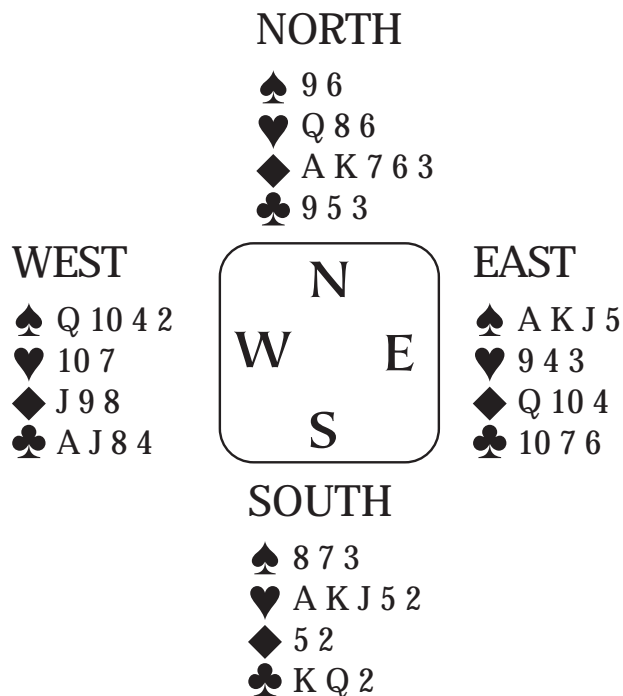 NORTH
♠ 9 6
♥ Q 8 6
♦ A K 7 6 3
♣ 9 5 3
WEST
♠ Q 10 4 2
♥ 10 7
♦ J 9 8
♣ A J 8 4
N
W E
S
EAST
♠ A K J 5
♥ 9 4 3
♦ Q 10 4
♣ 10 7 6
SOUTH
♠ 8 7 3
♥ A K J 5 2
♦ 5 2
♣ K Q 2